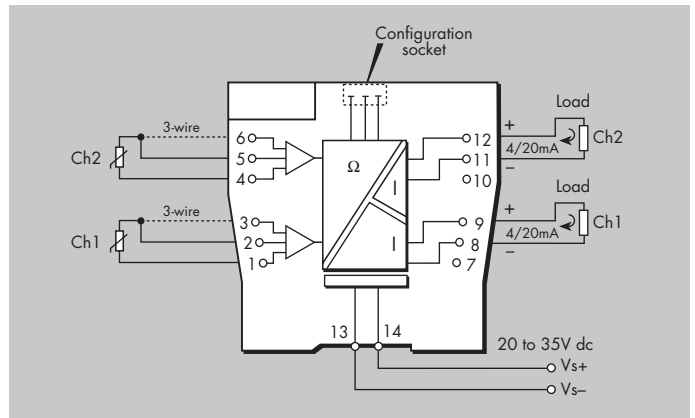 Configuration
socket
3-wire
6
5
4
Ch2
3-wire
3
2
1
Ch1
Ω
I
I
12
11
10
9
8
7
Load
+
4/20mA
–
Ch2
Load
+
4/20mA
–
Ch1
13
14
20 to 35V dc
Vs+
Vs–